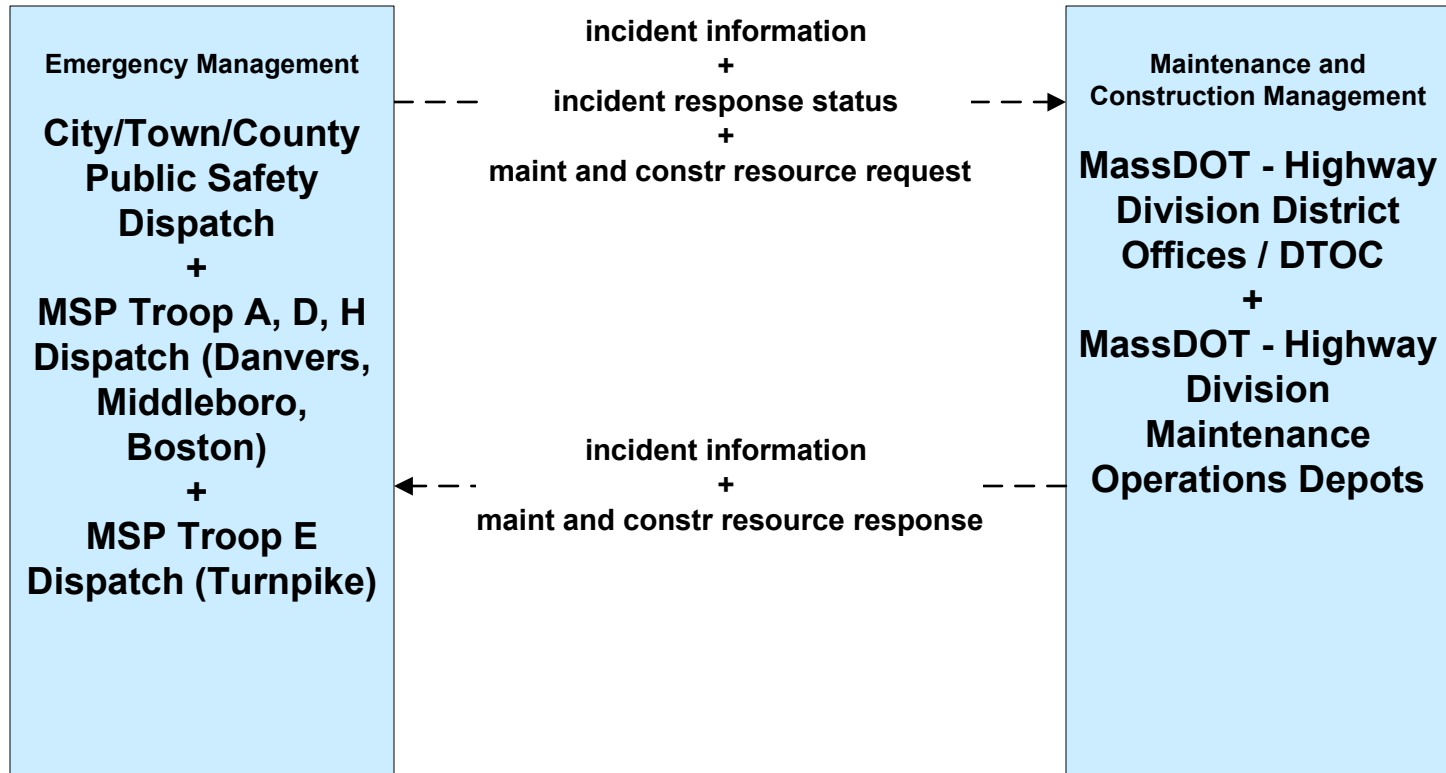 Emergency Management
City/Town/County
Public Safety
Dispatch
+
MSP Troop A, D, H
Dispatch (Danvers,
Middleboro,
Boston)
+
MSP Troop E
Dispatch (Turnpike)
incident information
+
incident response status
+
maint and constr resource request
incident information
+
maint and constr resource response
Maintenance and
Construction Management
MassDOT - Highway
Division District
Offices / DTOC
+
MassDOT - Highway
Division
Maintenance
Operations Depots